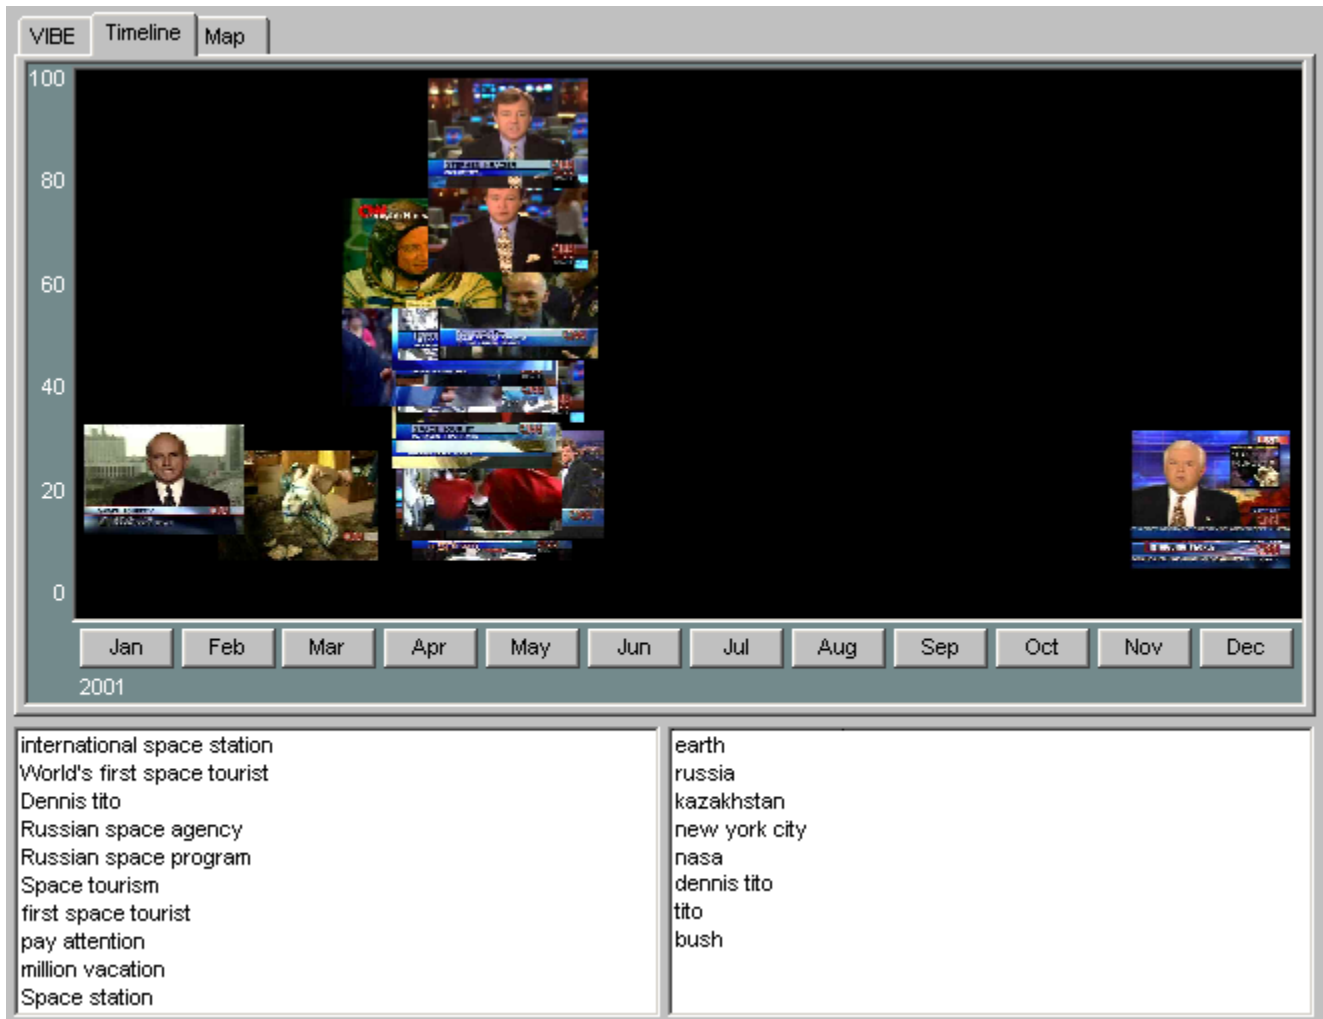 VIBE Timeline Map
100
80
60
40
20
0
Jan Feb Mar Apr May Jun Jul Aug Sep Oct Nov Dec
2001
international space station
World's first space tourist
Dennis tito
Russian space agency
Russian space program
Space tourism
first space tourist
pay attention
million vacation
Space station
earth
russia
kazakhstan
new york city
nasa
dennis tito
tito
bush